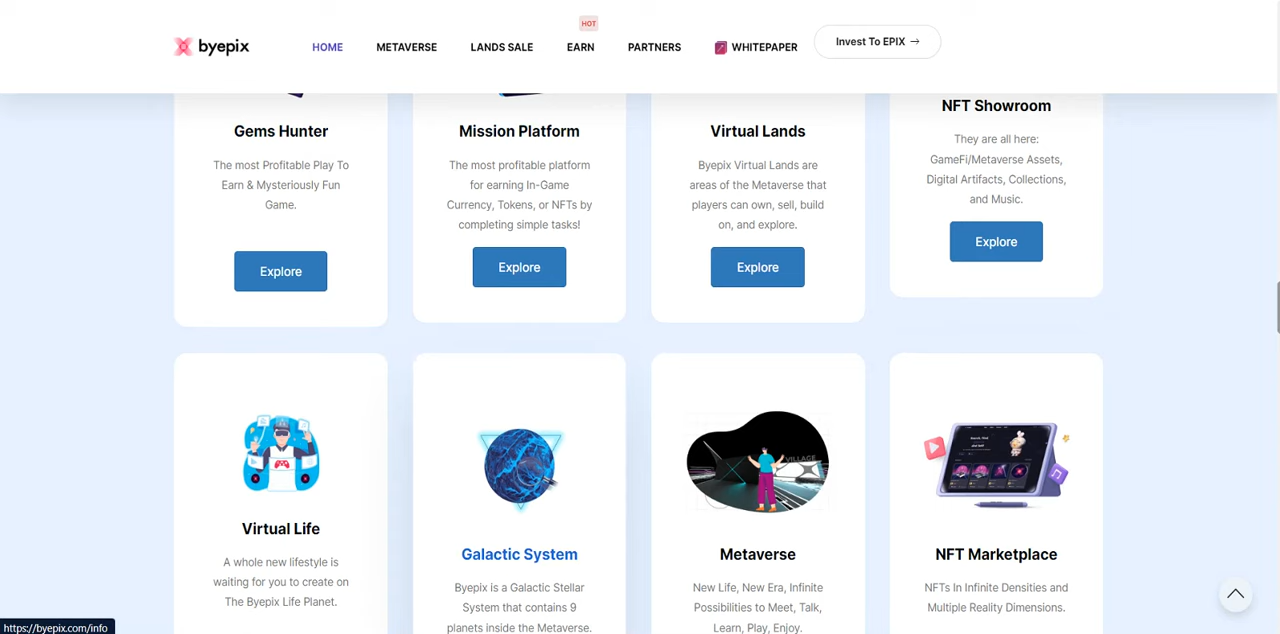 HOT
byepix
HOME
METAVERSE
LANDS SALE
EARN
PARTNERS
WHITEPAPER
Invest To EPIX →
Gems Hunter
The most Profitable Play To
Earn & Mysteriously Fun
Game.
Explore
Mission Platform
The most profitable platform
for earning In-Game
Currency, Tokens, or NFTs by
completing simple tasks!
Explore
Virtual Lands
Byepix Virtual Lands are
areas of the Metaverse that
players can own, sell, build
on, and explore.
Explore
NFT Showroom
They are all here:
GameFi/Metaverse Assets,
Digital Artifacts, Collections,
and Music.
Explore
Virtual Life
A whole new lifestyle is
waiting for you to create on
The Byepix Life Planet.
Galactic System
Byepix is a Galactic Stellar
System that contains 9
planets inside the Metaverse.
VILLAGE
Metaverse
New Life, New Era, Infinite
Possibilities to Meet, Talk,
Learn, Play, Enjoy.
NFT Marketplace
NFTs In Infinite Densities and
Multiple Reality Dimensions.
https://byepix.com/info